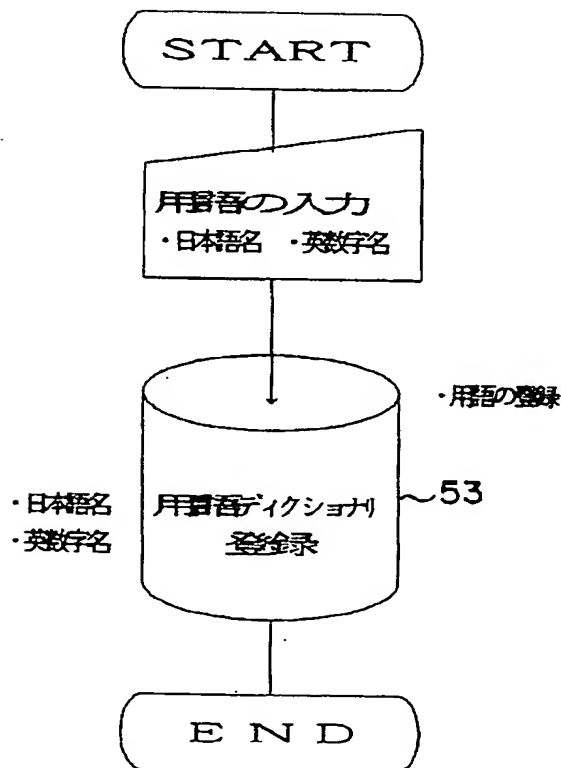 START
用語の入力
・日本語名 ・英数字名
・用語の登録
・日本語名
・英数字名
用語ディクショナリ
登録
53
END